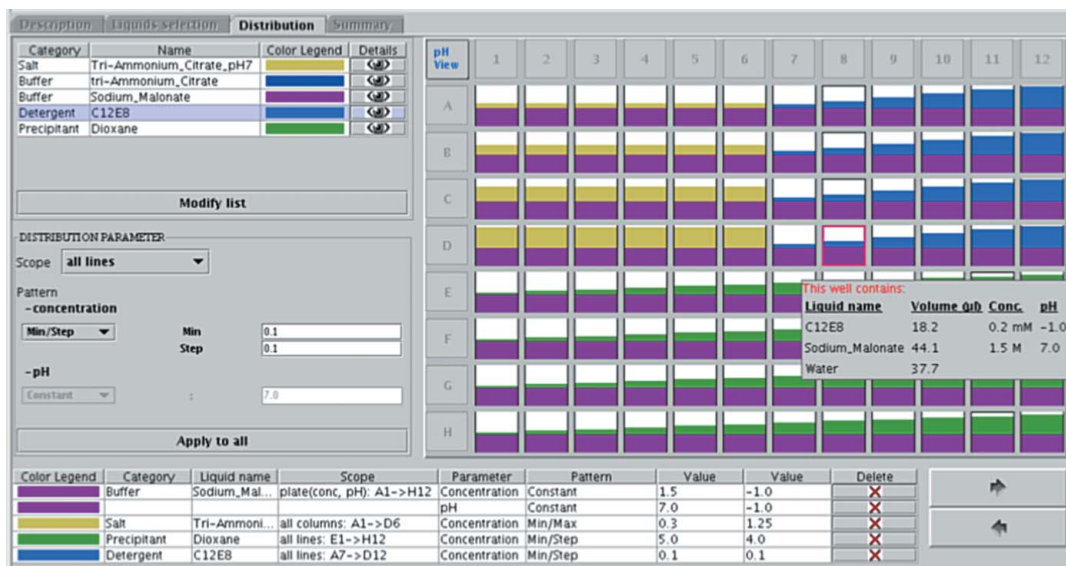 Description Liquids selection Distribution Summary
Category Name Color Legend Details
Salt Tri-Ammonium_Citrate_pH7
Buffer tri-Ammonium_Citrate
Buffer Sodium_Malonate
Detergent C12E8
Precipitant Dioxane
Modify list
DISTRIBUTION PARAMETER
Scope all lines
Pattern
-concentration
Min/Step Min 0.1
Step 0.1
-pH
Constant : 7.0
Apply to all
pH View 1 2 3 4 5 6 7 8 9 10 11 12
A
B
C
D
E
F
G
H
This well contains:
Liquid name Volume (µl) Conc. pH
C12E8 18.2 0.2 mM -1.0
Sodium_Malonate 44.1 1.5 M 7.0
Water 37.7
Color Legend Category Liquid name Scope Parameter Pattern Value Value Delete
Buffer Sodium_Mal... plate(conc, pH): A1->H12 Concentration Constant 1.5 -1.0
pH Constant 7.0 -1.0
Salt Tri-Ammoni... all columns: A1->D6 Concentration Min/Max 0.3 1.25
Precipitant Dioxane all lines: E1->H12 Concentration Min/Step 5.0 4.0
Detergent C12E8 all lines: A7->D12 Concentration Min/Step 0.1 0.1